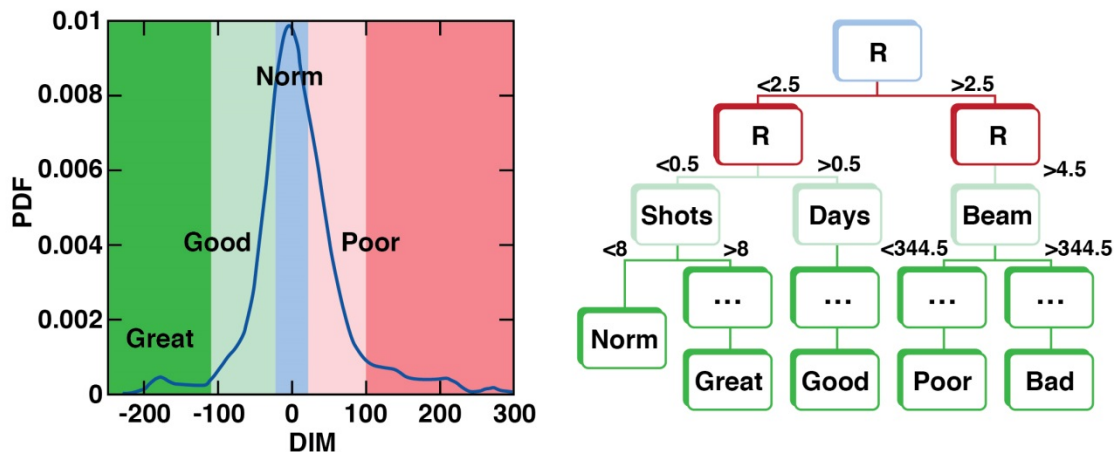 0.01
0.008
0.006
0.004
0.002
0
PDF
Norm
Good
Poor
Great
-200 -100 0 100 200 300
DIM
R
<2.5 >2.5
R R
<0.5 >0.5 >4.5
Shots Days Beam
<8 >8 <344.5 >344.5
... ... ... ...
Norm
Great Good Poor Bad